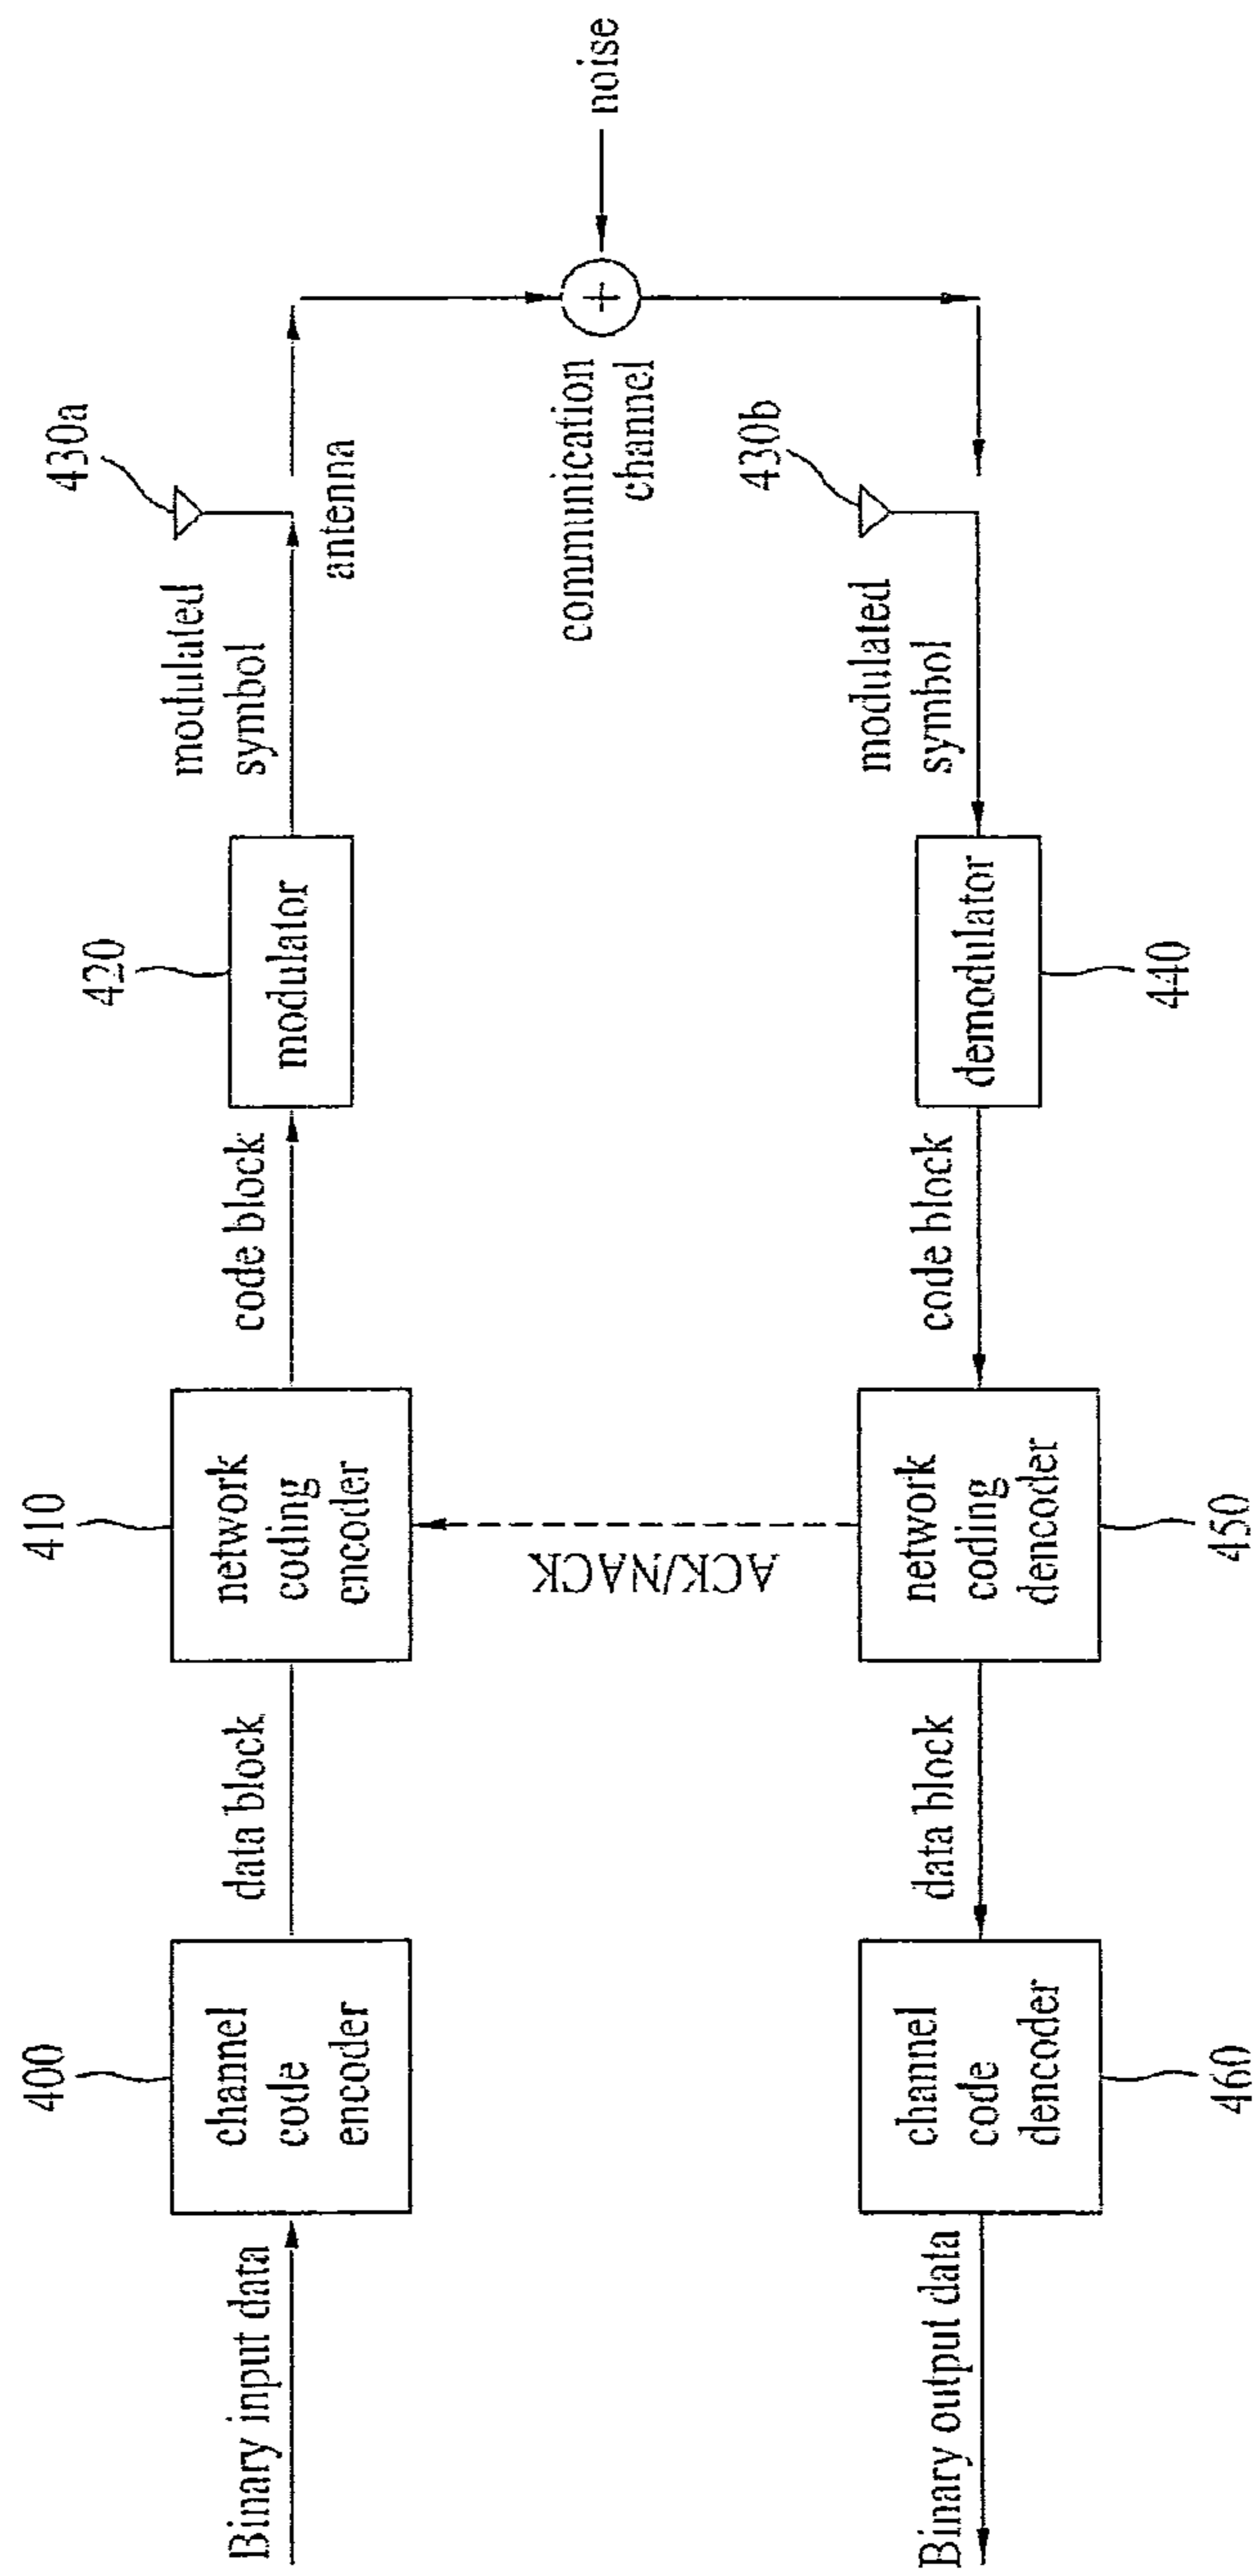 400
410
420
430a
Binary input data
channel
code
encoder
data block
network
coding
encoder
code block
modulator
modulated
symbol
antenna
ACK/NACK
communication
channel
noise
430b
Binary output data
channel
code
dencoder
data block
network
coding
dencoder
code block
demodulator
modulated
symbol
460
450
440